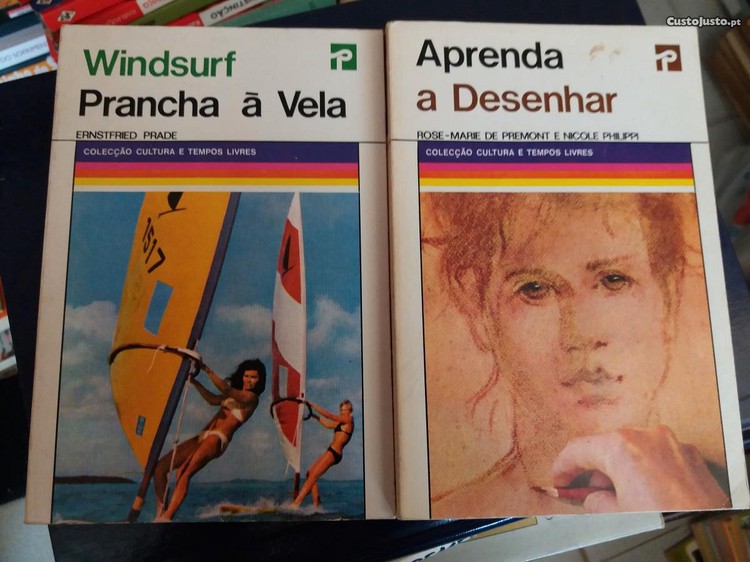 CustoJusto.pt
Windsurf
Prancha à Vela
ERNSTFRIED PRADE
COLECÇÃO CULTURA E TEMPOS LIVRES
1517
Aprenda
a Desenhar
ROSE-MARIE DE PREMONT E NICOLE PHILIPPI
COLECÇÃO CULTURA E TEMPOS LIVRES